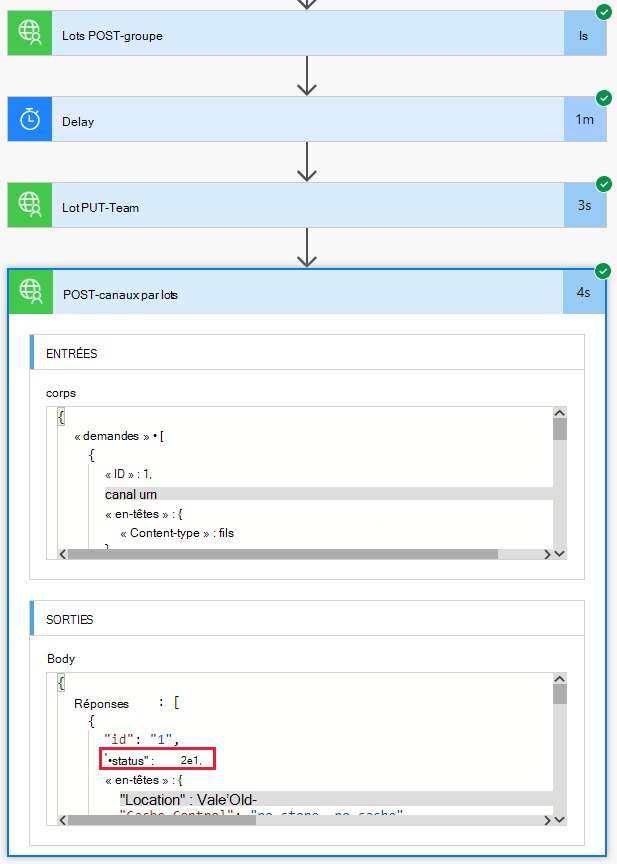 Lots POST-groupe
ls
Delay
1m
Lot PUT-Team
3s
POST-canaux par lots
4s
ENTRÉES
corps
{
« demandes » • [
{
« ID » : 1,
canal urn
« en-têtes » : {
« Content-type » : fils
SORTIES
Body
{
Réponses : [
{
"id": "1",
'•status" : 2e1,
« en-têtes » : {
"Location" : Vale'Old-
"Cache-Control": "no-store, no-cache"